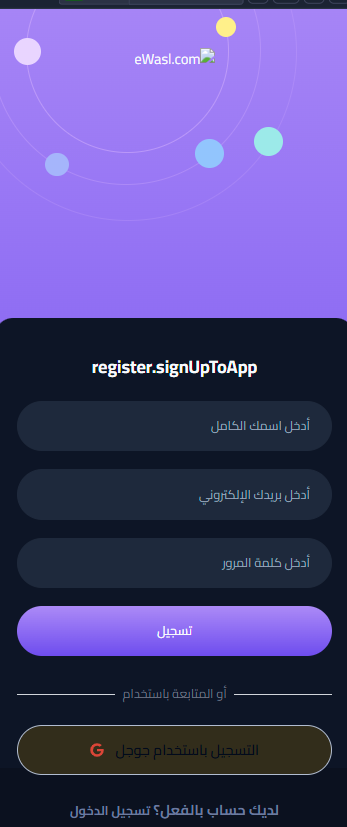 eWasl.com
register.signUpToApp
أدخل اسمك الكامل
أدخل بريدك الإلكتروني
أدخل كلمة المرور
تسجيل
أو المتابعة باستخدام
التسجيل باستخدام جوجل
لديك حساب بالفعل؟ تسجيل الدخول